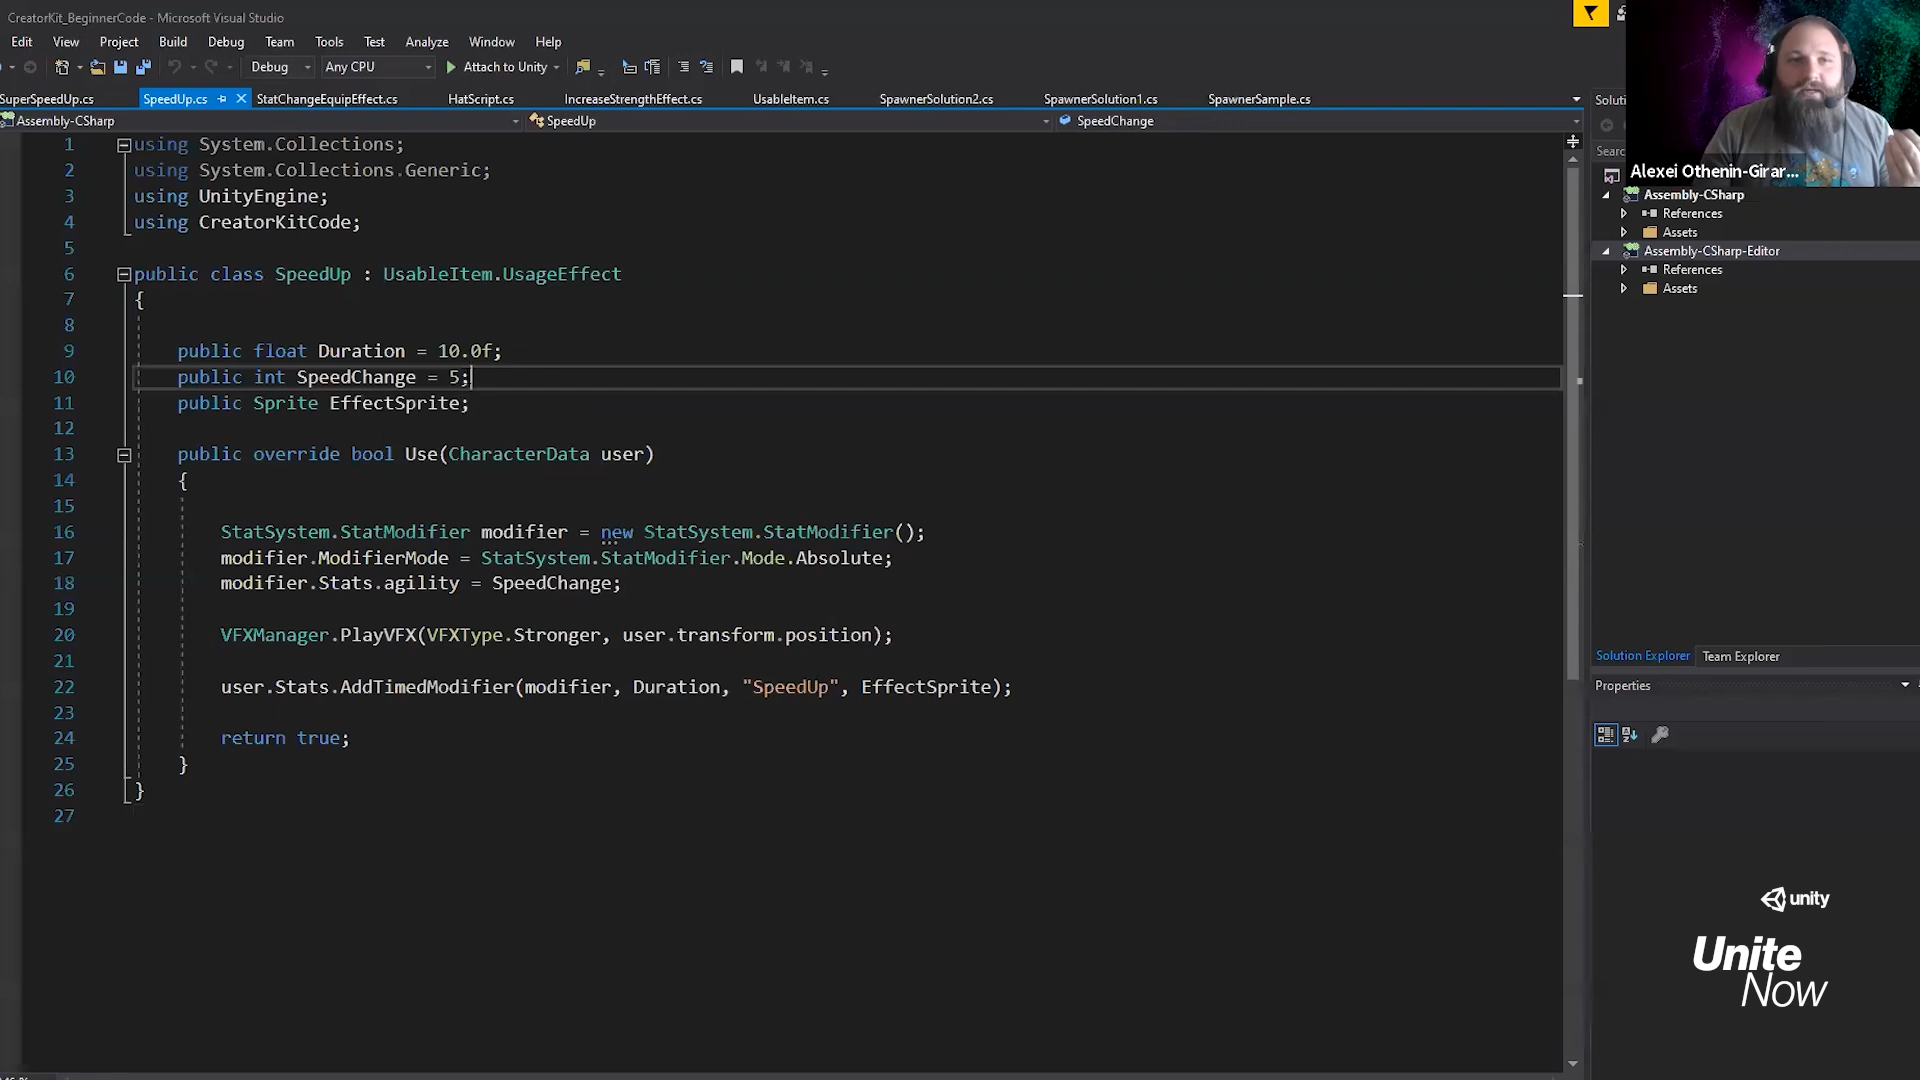 CreatorKit_BeginnerCode - Microsoft Visual Studio
Edit View Project Build Debug Team Tools Test Analyze Window Help
Debug Any CPU Attach to Unity
SuperSpeedUp.cs SpeedUp.cs StatChangeEquipEffect.cs HatScript.cs IncreaseStrengthEffect.cs UsableItem.cs SpawnerSolution2.cs SpawnerSolution1.cs SpawnerSample.cs
Assembly-CSharp SpeedUp SpeedChange
1 using System.Collections;
2 using System.Collections.Generic;
3 using UnityEngine;
4 using CreatorKitCode;
5
6 public class SpeedUp : UsableItem.UsageEffect
7 {
8
9 public float Duration = 10.0f;
10 public int SpeedChange = 5;
11 public Sprite EffectSprite;
12
13 public override bool Use(CharacterData user)
14 {
15
16 StatSystem.StatModifier modifier = new StatSystem.StatModifier();
17 modifier.ModifierMode = StatSystem.StatModifier.Mode.Absolute;
18 modifier.Stats.agility = SpeedChange;
19
20 VFXManager.PlayVFX(VFXType.Stronger, user.transform.position);
21
22 user.Stats.AddTimedModifier(modifier, Duration, "SpeedUp", EffectSprite);
23
24 return true;
25 }
26 }
27
Alexei Othenin-Girar...
Assembly-CSharp
References
Assets
Assembly-CSharp-Editor
References
Assets
Solution Explorer Team Explorer
Properties
unity
Unite
Now